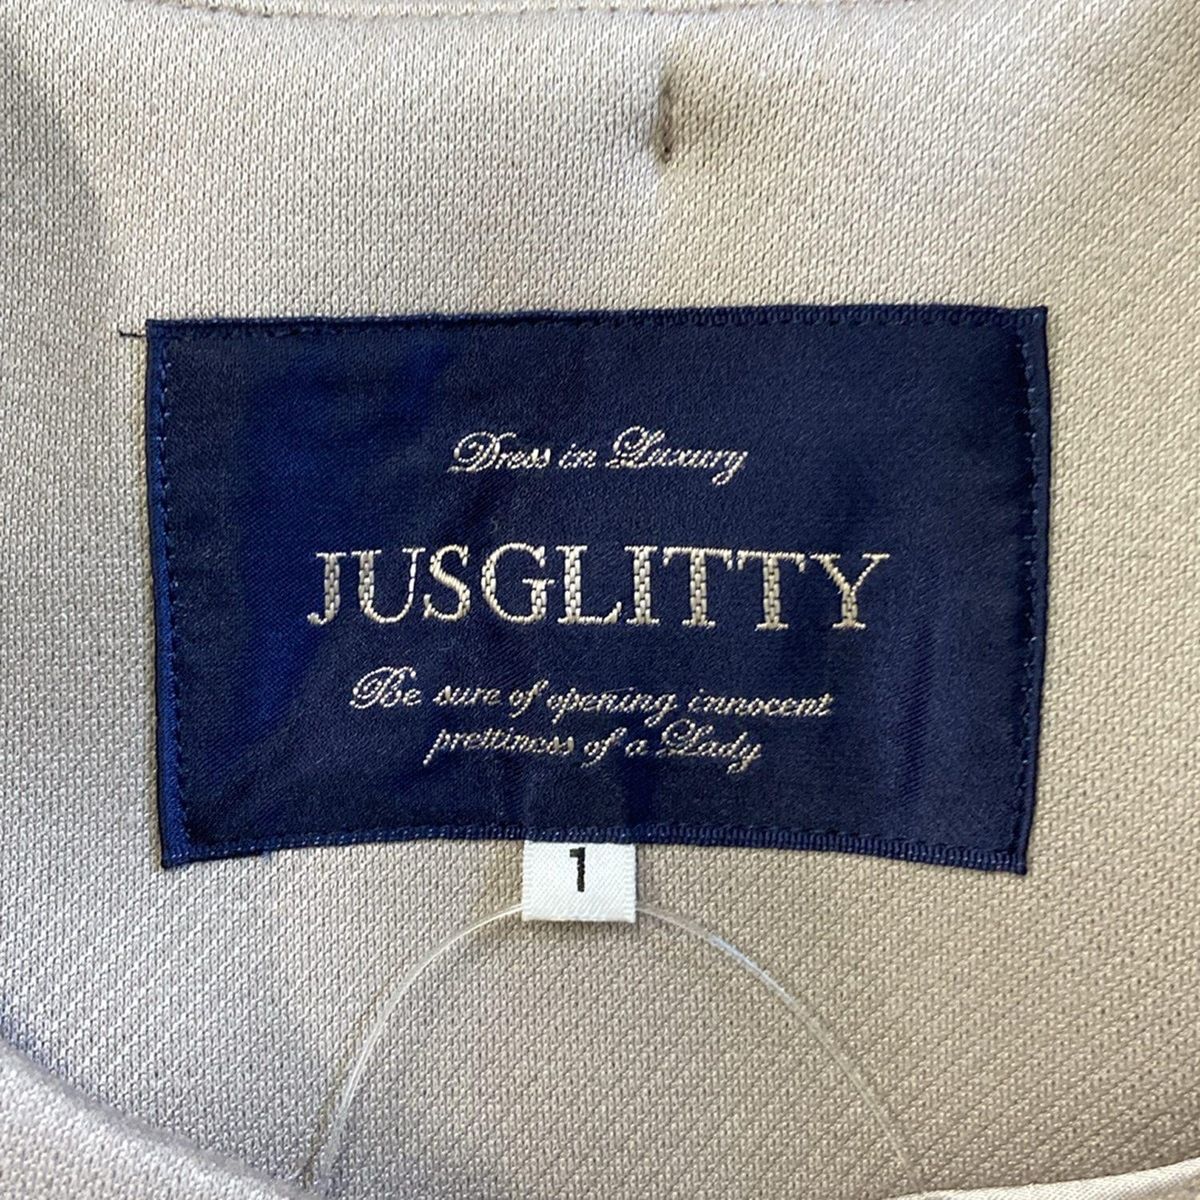 Dress in Luxury
JUSGLITTY
Be sure of opening innocent
prettiness of a Lady
1